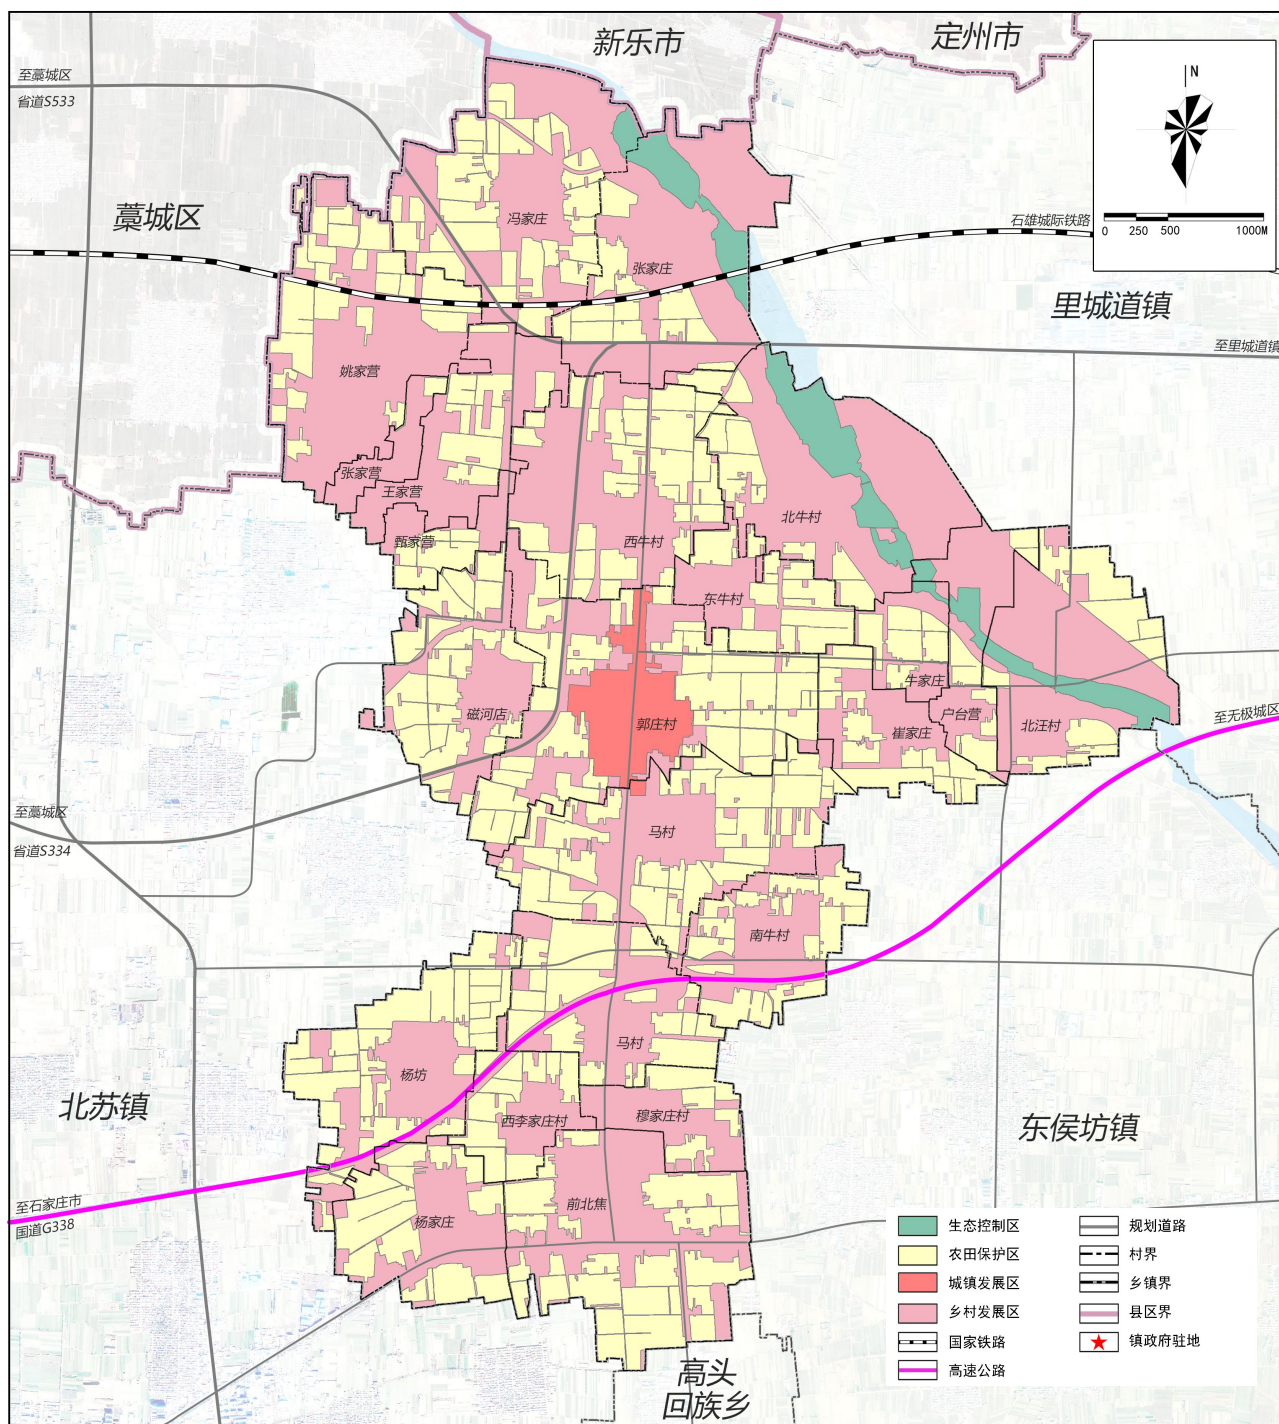 新乐市
定州市
至藁城区
省道S533
N
0 250 500 1000M
藁城区
冯家庄
石雄城际铁路
张家庄
里城道镇
至里城道镇
姚家营
张家营
王家营
甄家营
西牛村
北牛村
东牛村
牛家庄
户台营
磁河店
郭庄村
崔家庄
北汪村
至无极城区
至藁城区
省道S334
马村
南牛村
马村
杨坊
北苏镇
西李家庄村
穆家庄村
东侯坊镇
至石家庄市
国道G338
杨家庄
前北焦
生态控制区
农田保护区
城镇发展区
乡村发展区
国家铁路
高速公路
规划道路
村界
乡镇界
县区界
镇政府驻地
高头
回族乡